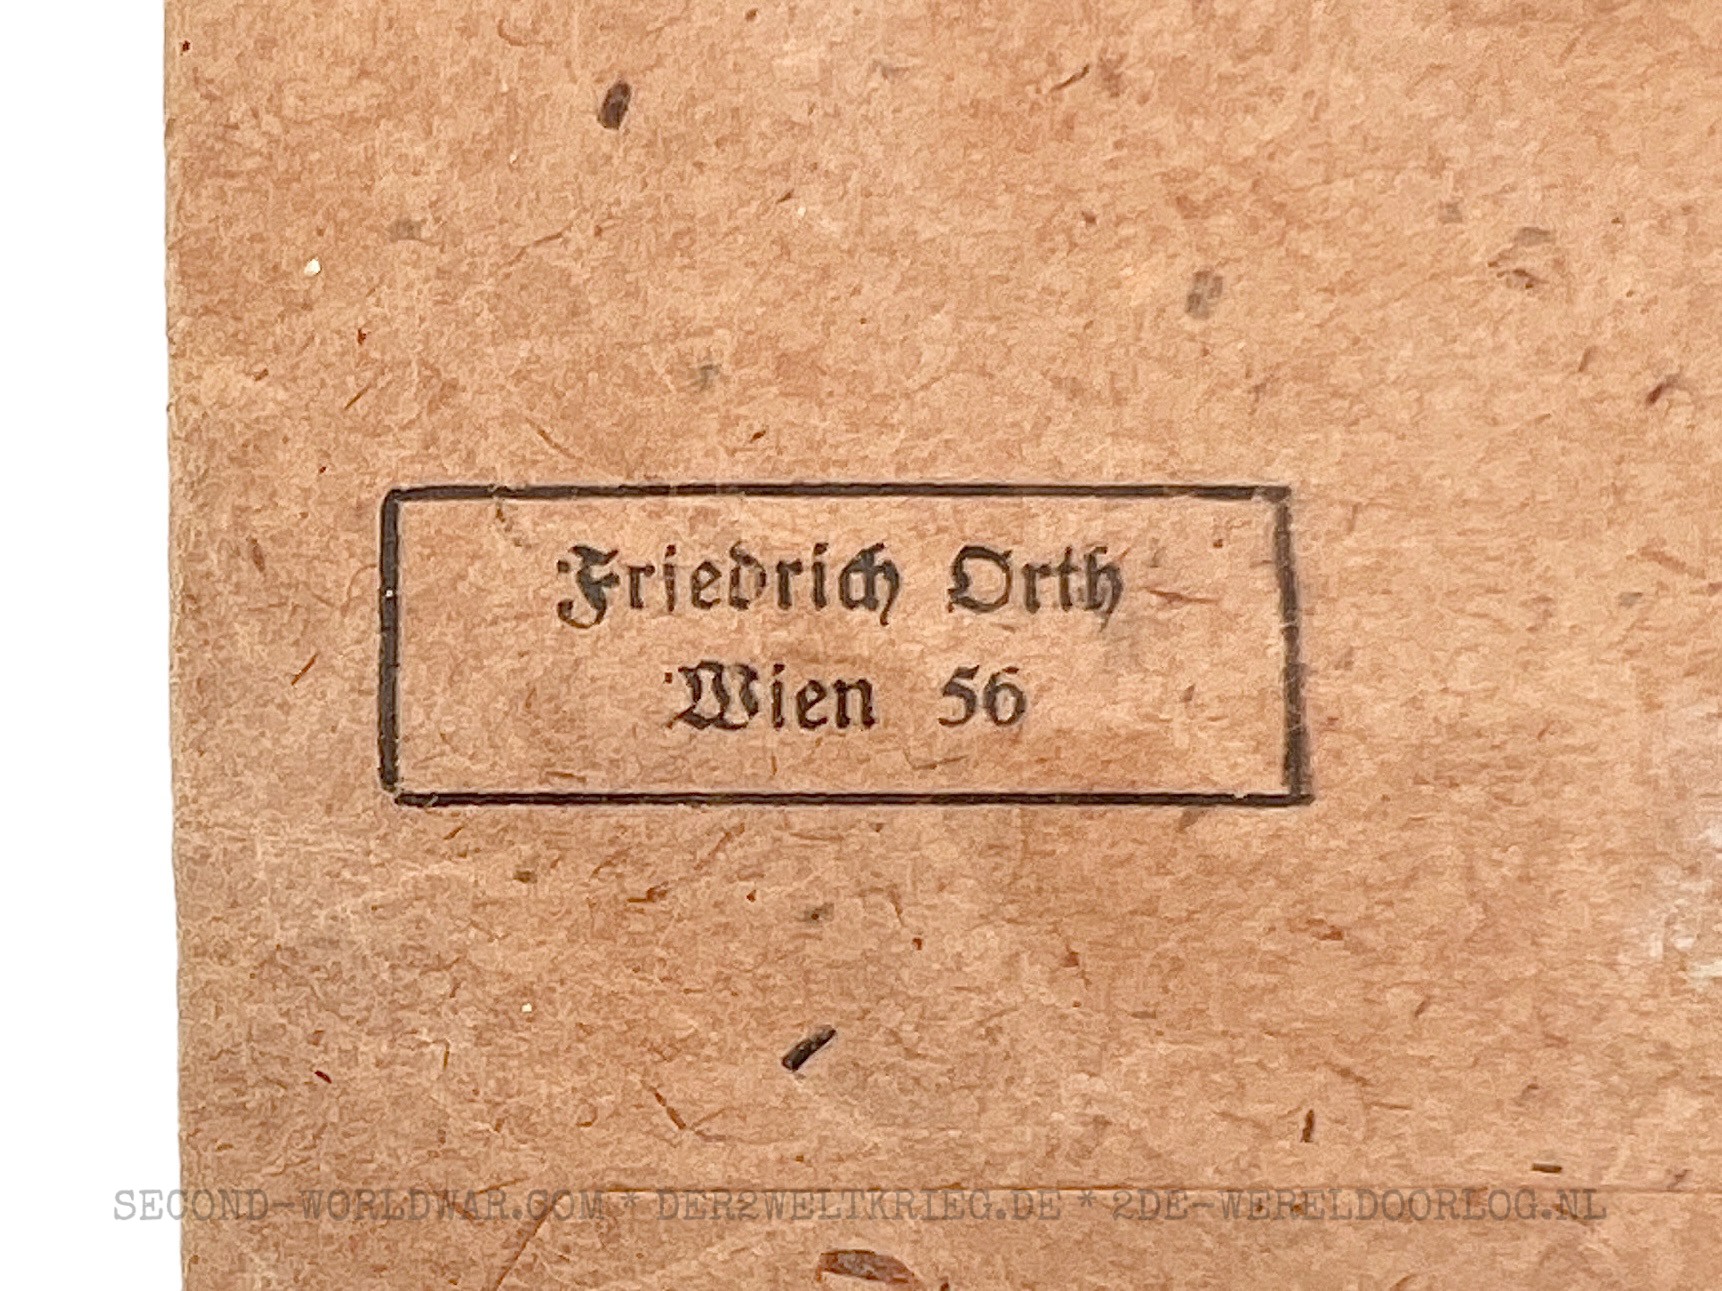 Friedrich Orth
Wien 56
SECOND-WORLDWAR.COM * DER2WELTKRIEG.DE * 2DE-WERELDOORLOG.NL